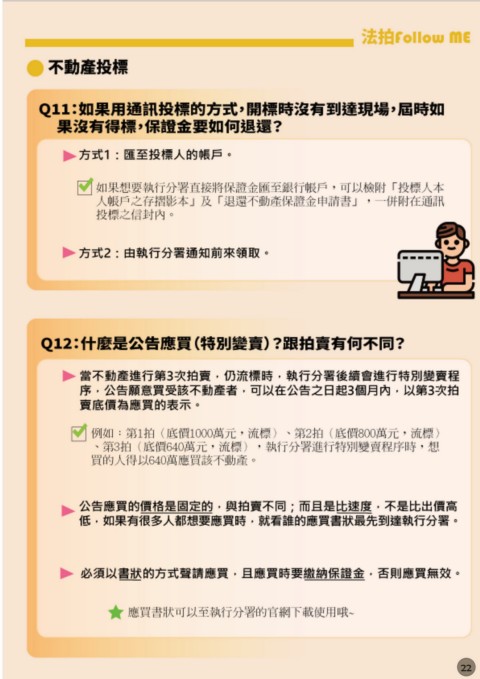 法拍Follow ME
不動產投標
Q11:如果用通訊投標的方式,開標時沒有到達現場,屆時如
果沒有得標,保證金要如何退還?
方式1:匯至投標人的帳戶。
如果想要執行分署直接將保證金匯至銀行帳戶,可以檢附「投標人本
人帳戶之存摺影本」及「退還不動產保證金申請書」,一併附在通訊
投標之信封內。
方式2:由執行分署通知前來領取。
Q12:什麼是公告應買(特別變賣)?跟拍賣有何不同?
當不動產進行第3次拍賣,仍流標時,執行分署後續會進行特別變賣程
序,公告願意買受該不動產者,可以在公告之日起3個月內,以第3次拍
賣底價為應買的表示。
例如:第1拍(底價1000萬元,流標)、第2拍(底價800萬元,流標)
、第3拍(底價640萬元,流標),執行分署進行特別變賣程序時,想
買的人得以640萬應買該不動產。
公告應買的價格是固定的,與拍賣不同;而且是比速度,不是比出價高
低,如果有很多人都想要應買時,就看誰的應買書狀最先到達執行分署。
必須以書狀的方式聲請應買,且應買時要繳納保證金,否則應買無效。
應買書狀可以至執行分署的官網下載使用哦~
22